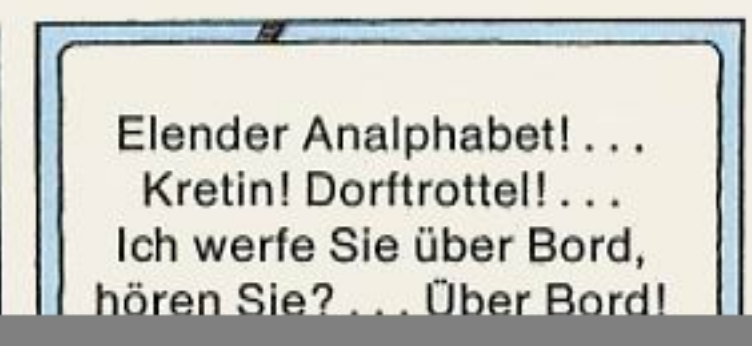 Elender Analphabet! . . .
Kretin! Dorftrottel! . . .
Ich werfe Sie über Bord,
hören Sie? . . . Über Bord!